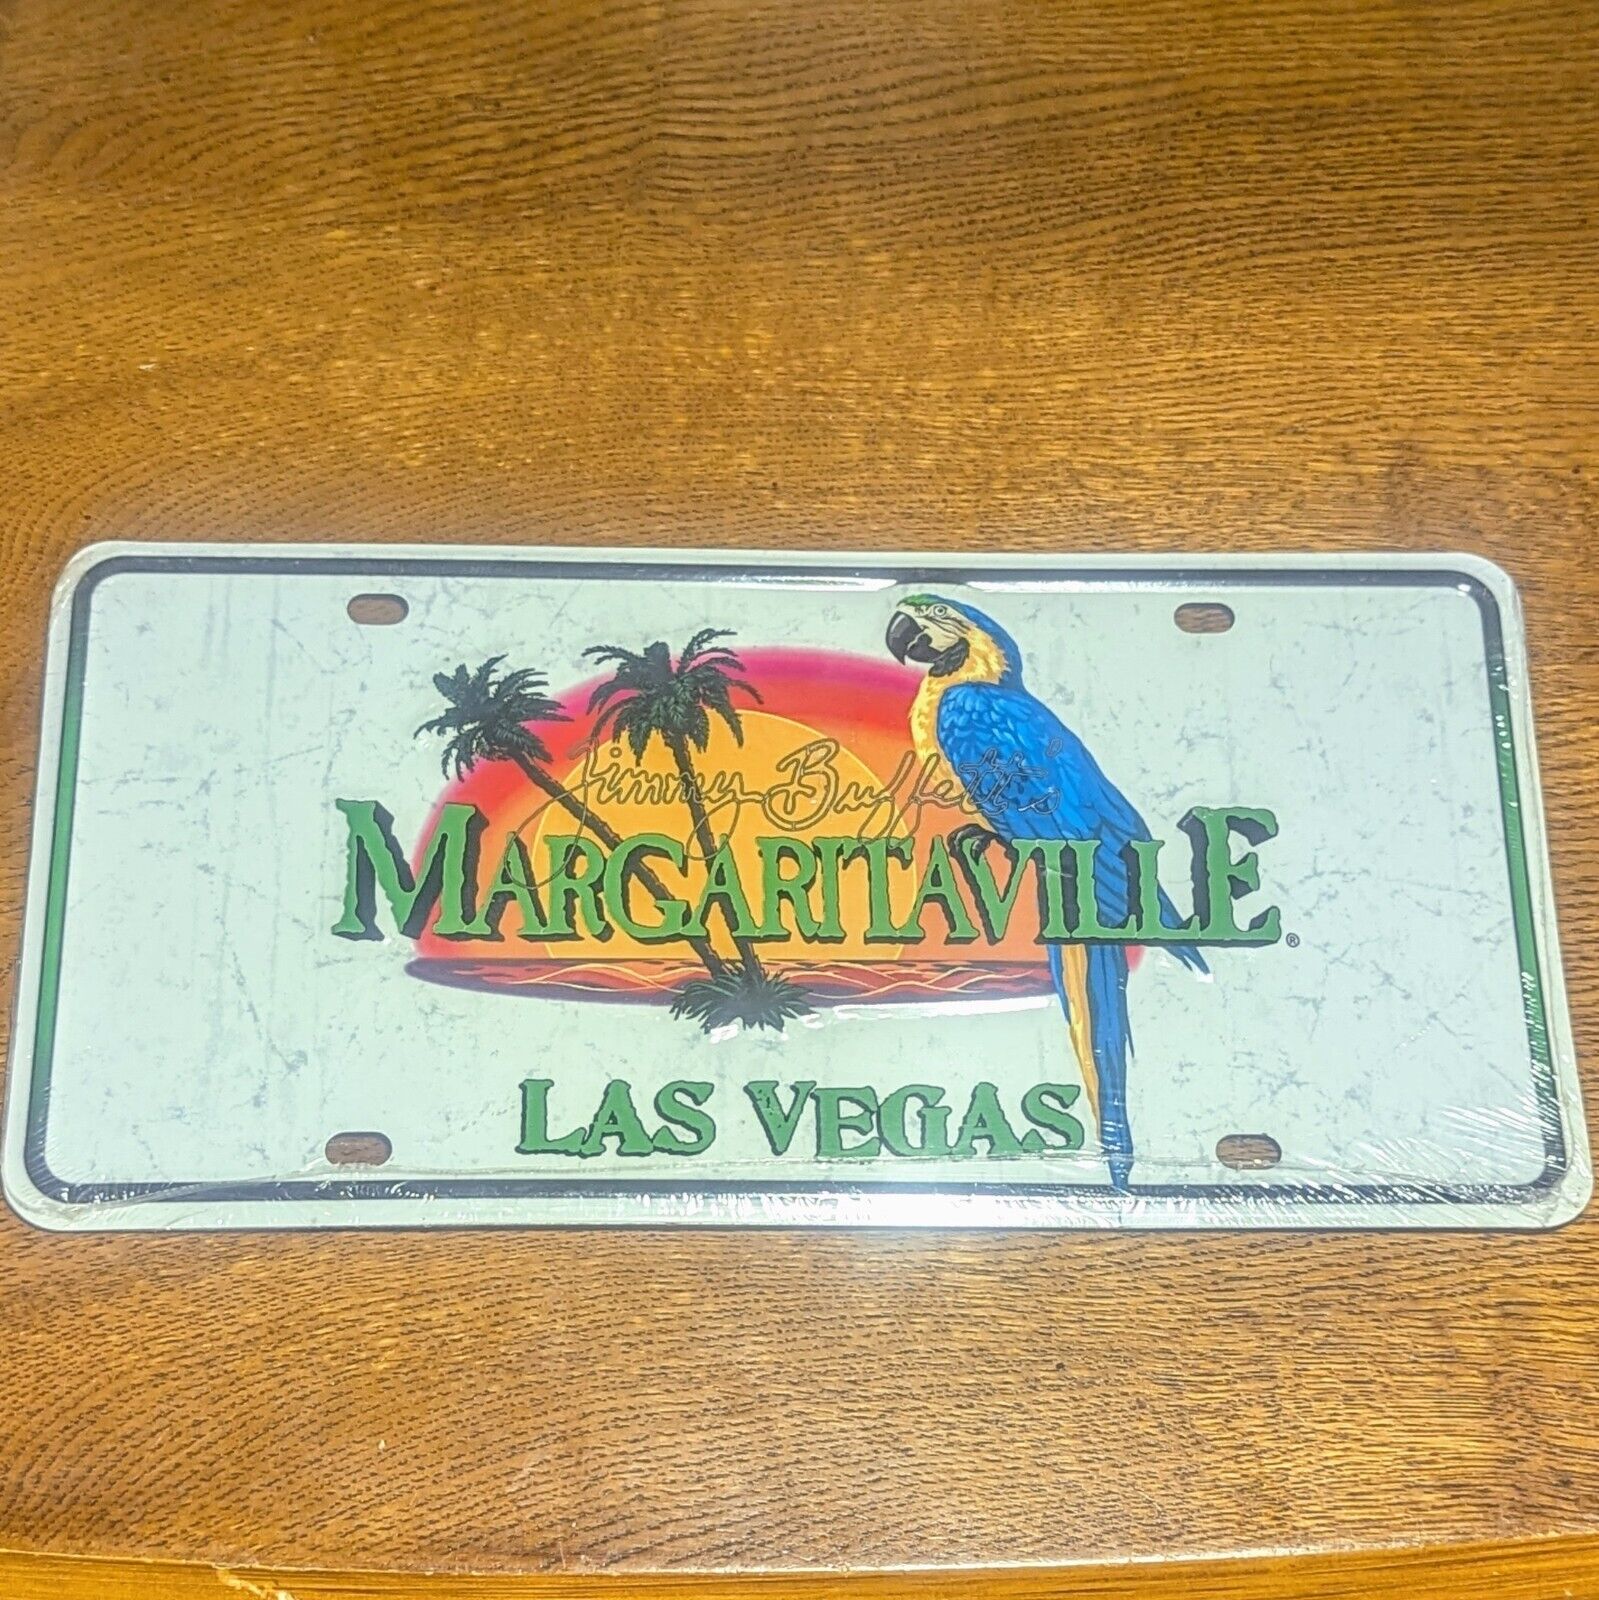 Jimmy Buffett's
MARGARITAVILLE®
LAS VEGAS